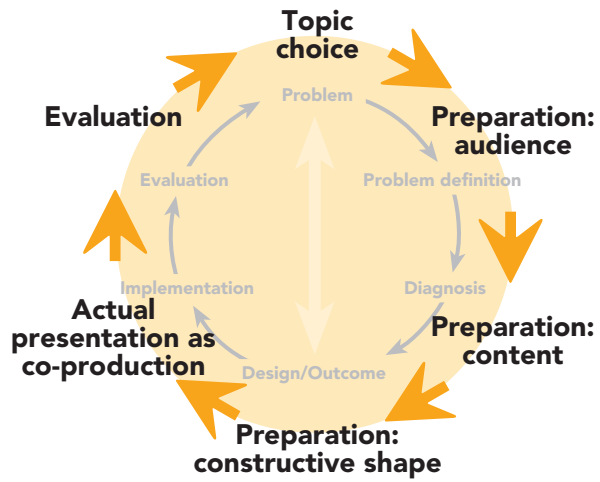 Topic
choice
Problem
Evaluation
Preparation:
audience
Evaluation
Problem definition
Implementation
Diagnosis
Actual
presentation as
co-production
Preparation:
content
Design/Outcome
Preparation:
constructive shape